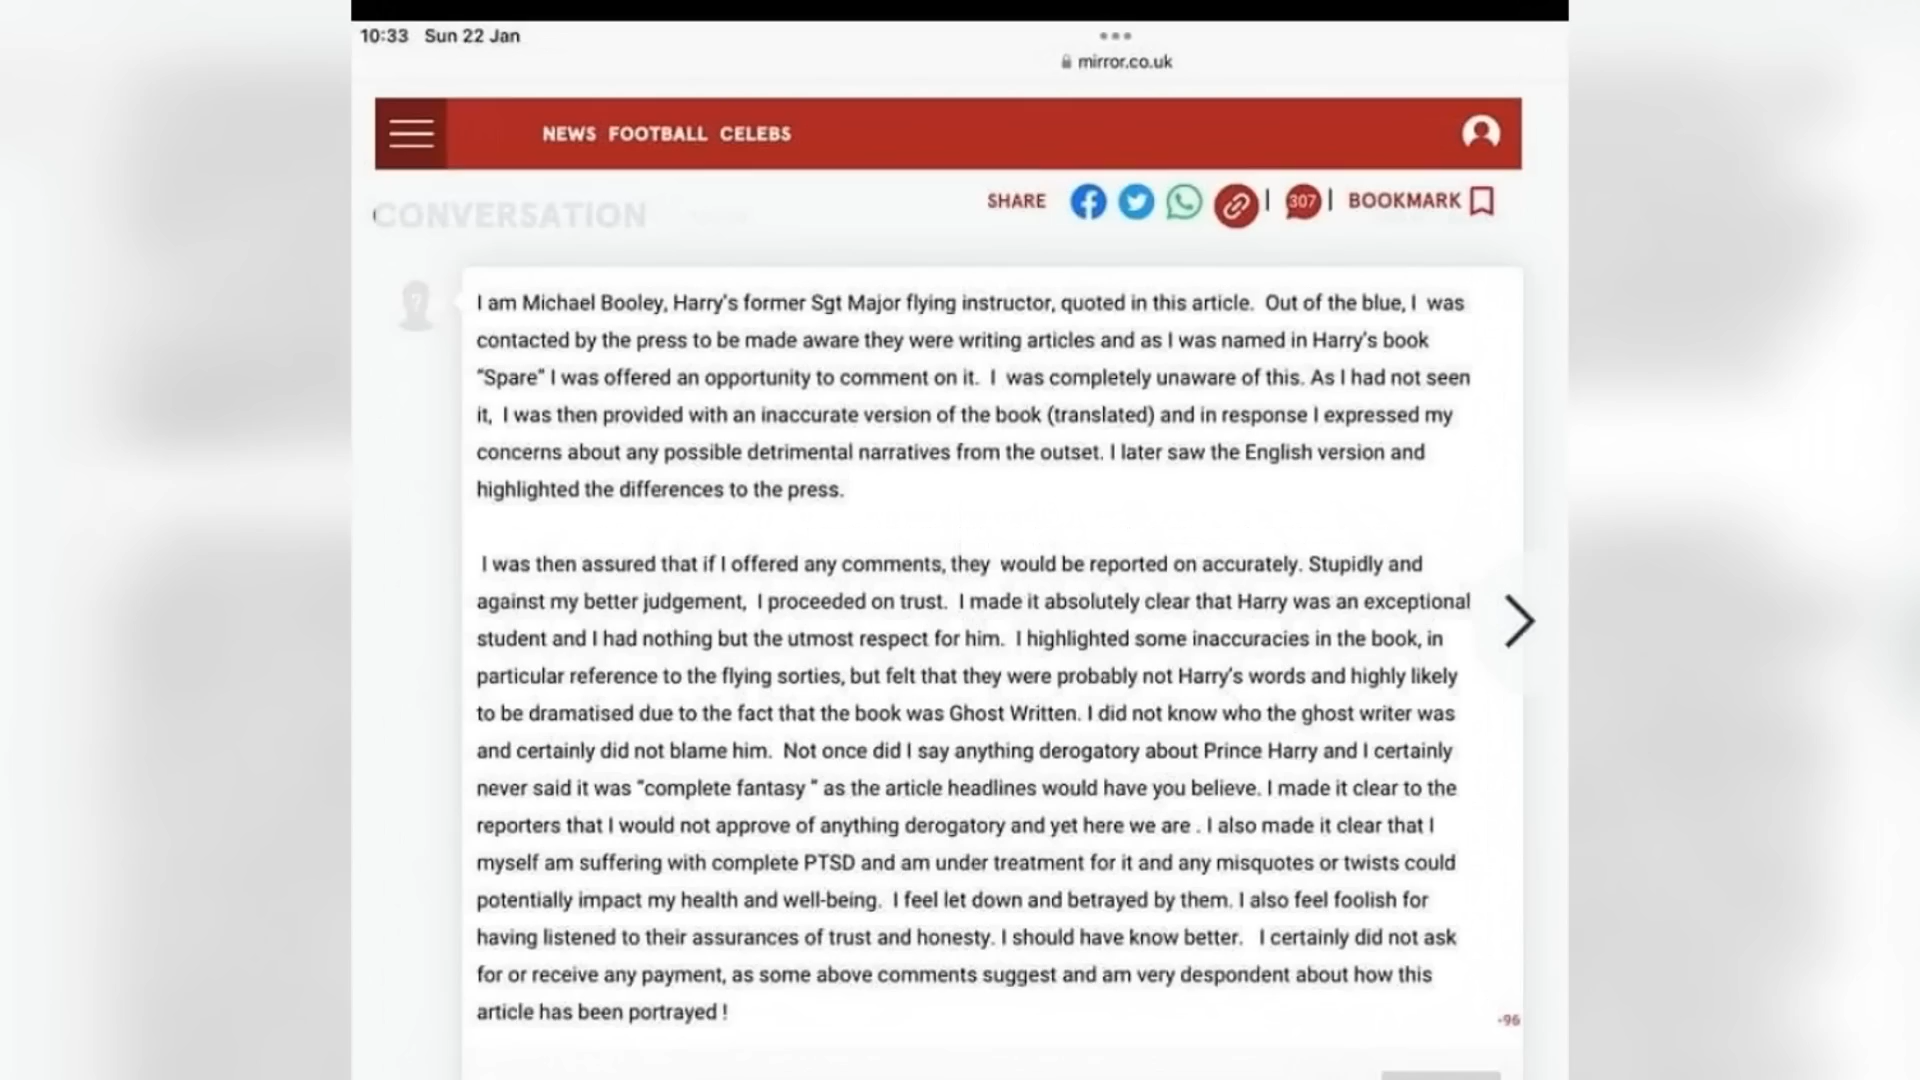 10:33 Sun 22 Jan
mirror.co.uk
NEWS FOOTBALL CELEBS
CONVERSATION
SHARE 307 BOOKMARK
I am Michael Booley, Harry's former Sgt Major flying instructor, quoted in this article. Out of the blue, I was
contacted by the press to be made aware they were writing articles and as I was named in Harry's book
"Spare" I was offered an opportunity to comment on it. I was completely unaware of this. As I had not seen
it, I was then provided with an inaccurate version of the book (translated) and in response I expressed my
concerns about any possible detrimental narratives from the outset. I later saw the English version and
highlighted the differences to the press.
I was then assured that if I offered any comments, they would be reported on accurately. Stupidly and
against my better judgement, I proceeded on trust. I made it absolutely clear that Harry was an exceptional
student and I had nothing but the utmost respect for him. I highlighted some inaccuracies in the book, in
particular reference to the flying sorties, but felt that they were probably not Harry's words and highly likely
to be dramatised due to the fact that the book was Ghost Written. I did not know who the ghost writer was
and certainly did not blame him. Not once did I say anything derogatory about Prince Harry and I certainly
never said it was "complete fantasy " as the article headlines would have you believe. I made it clear to the
reporters that I would not approve of anything derogatory and yet here we are . I also made it clear that I
myself am suffering with complete PTSD and am under treatment for it and any misquotes or twists could
potentially impact my health and well-being. I feel let down and betrayed by them. I also feel foolish for
having listened to their assurances of trust and honesty. I should have know better. I certainly did not ask
for or receive any payment, as some above comments suggest and am very despondent about how this
article has been portrayed !
-96